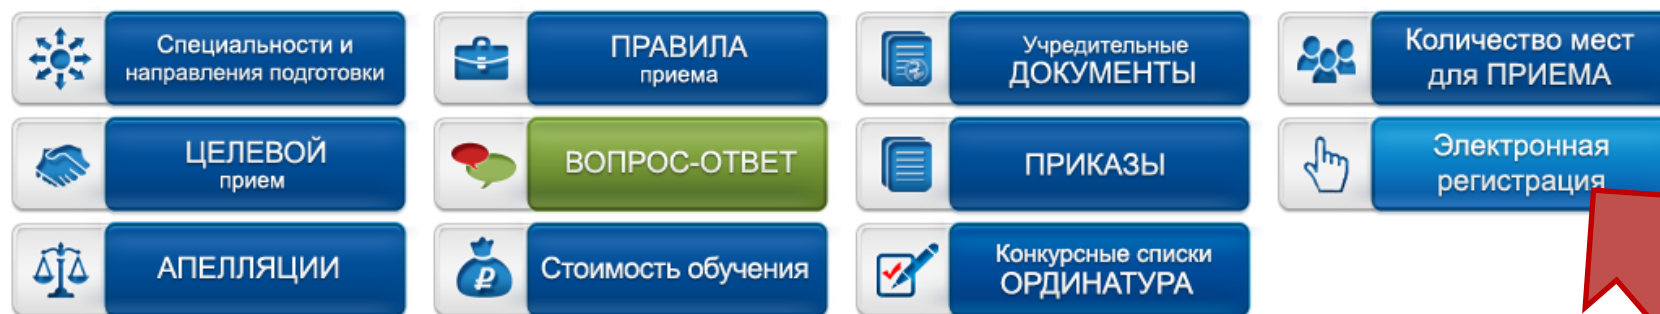 Специальности и
направления подготовки
ПРАВИЛА
приема
Учредительные
ДОКУМЕНТЫ
Количество мест
для ПРИЕМА
ЦЕЛЕВОЙ
прием
ВОПРОС-ОТВЕТ
ПРИКАЗЫ
Электронная
регистрация
АПЕЛЛЯЦИИ
Стоимость обучения
Конкурсные списки
ОРДИНАТУРА